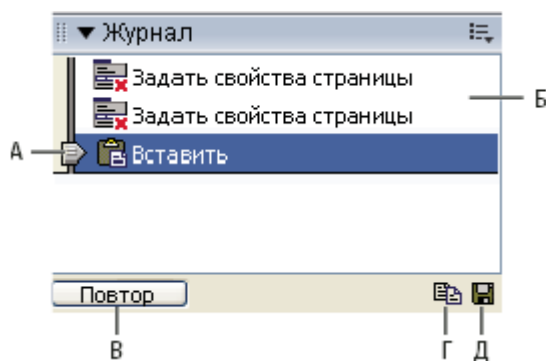 Журнал
Задать свойства страницы
Б
Задать свойства страницы
А
Вставить
Повтор
В
Г
Д